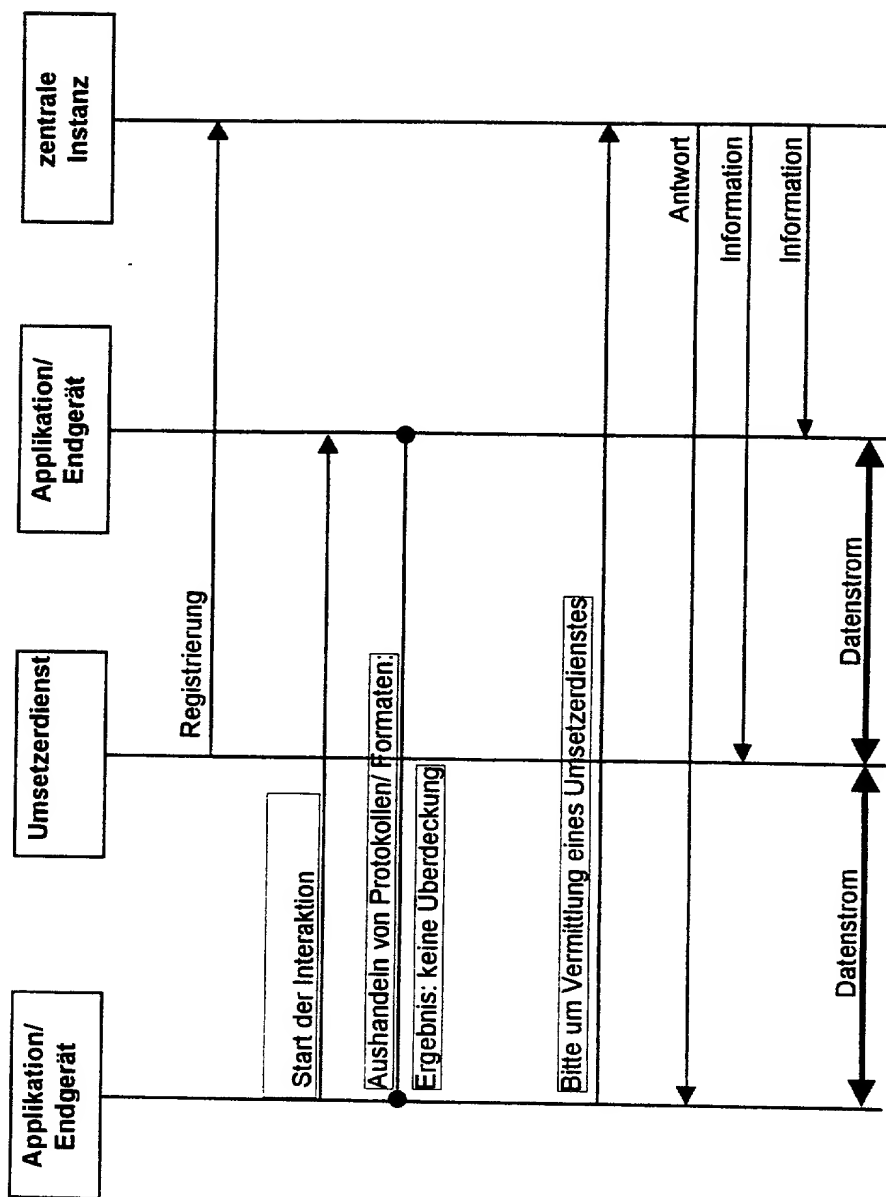 Applikation/
Endgerät
Umsetzerdienst
Applikation/
Endgerät
zentrale
Instanz
Registrierung
Start der Interaktion
Aushandeln von Protokollen/ Formaten:
Ergebnis: keine Überdeckung
Bitte um Vermittlung eines Umsetzerdienstes
Antwort
Information
Information
Datenstrom
Datenstrom